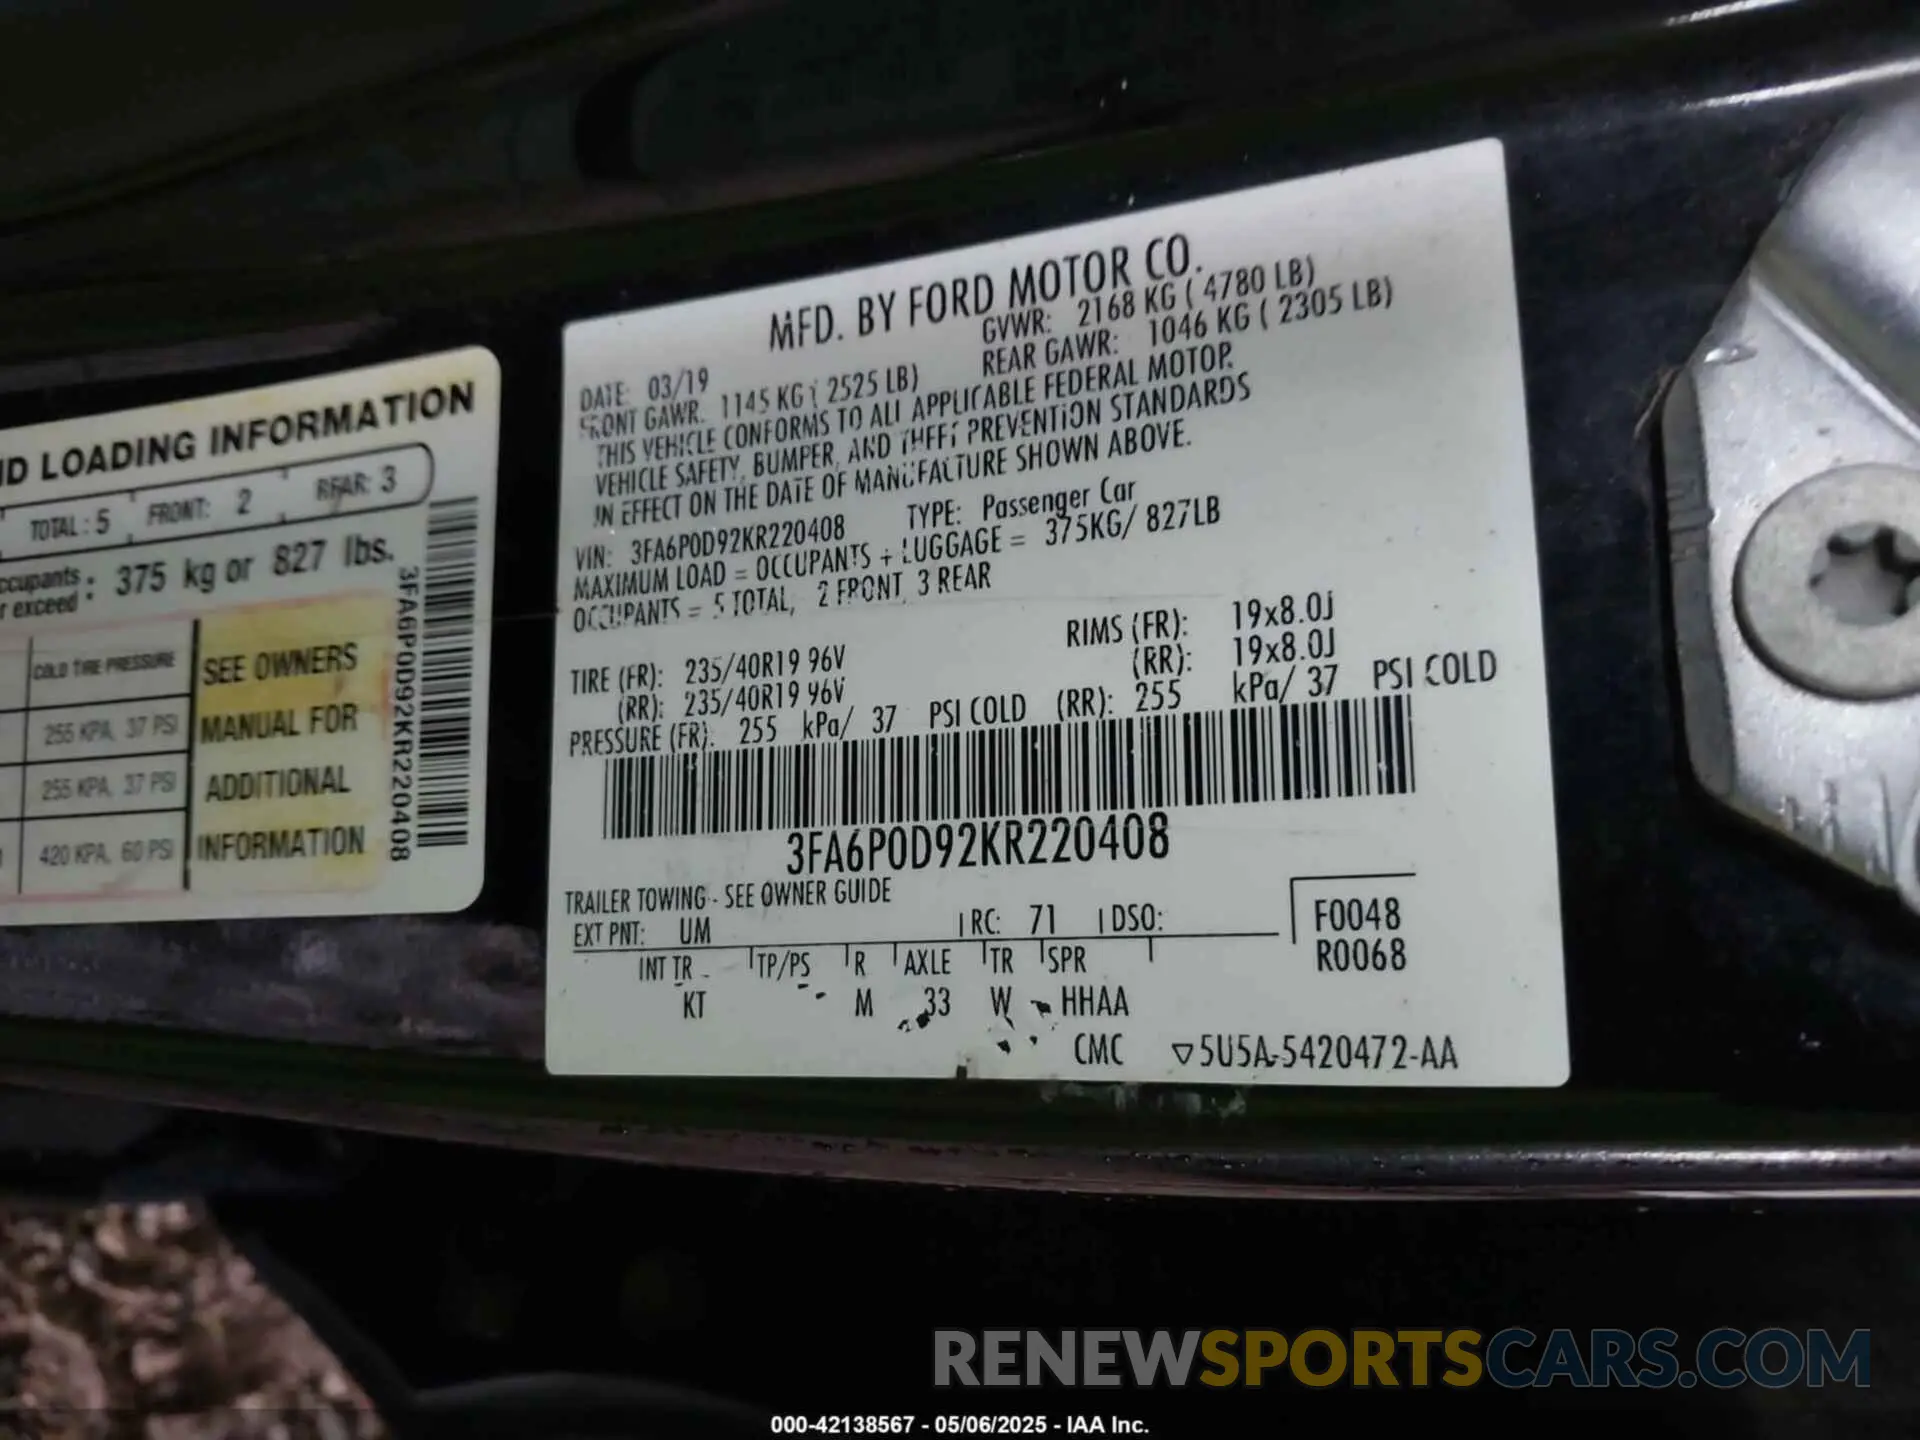 ND LOADING INFORMATION
TOTAL : 5 FRONT: 2 REAR: 3
ccupants
r exceed : 375 kg or 827 lbs.
COLD TIRE PRESSURE
255 KPA, 37 PSI
255 KPA, 37 PSI
420 KPA, 60 PSI
SEE OWNERS
MANUAL FOR
ADDITIONAL
INFORMATION
3FA6P0D92KR220408
MFD. BY FORD MOTOR CO.
DATE: 03/19 GVWR: 2168 KG ( 4780 LB)
FRONT GAWR: 1145 KG ( 2525 LB) REAR GAWR: 1046 KG ( 2305 LB)
THIS VEHICLE CONFORMS TO ALL APPLICABLE FEDERAL MOTOR
VEHICLE SAFETY, BUMPER, AND THEFT PREVENTION STANDARDS
IN EFFECT ON THE DATE OF MANUFACTURE SHOWN ABOVE.
VIN: 3FA6P0D92KR220408 TYPE: Passenger Car
MAXIMUM LOAD = OCCUPANTS + LUGGAGE = 375KG/ 827LB
OCCUPANTS = 5 TOTAL, 2 FRONT, 3 REAR
TIRE (FR): 235/40R19 96V RIMS (FR): 19x8.0J
(RR): 235/40R19 96V (RR): 19x8.0J
PRESSURE (FR): 255 kPa/ 37 PSI COLD (RR): 255 kPa/ 37 PSI COLD
3FA6P0D92KR220408
TRAILER TOWING - SEE OWNER GUIDE
EXT PNT: UM RC: 71 DSO: F0048
R0068
INT TR TP/PS R AXLE TR SPR
KT M 33 W HHAA
CMC ▽5U5A-5420472-AA
RENEWSPORTSCARS.COM
000-42138567 - 05/06/2025 - IAA Inc.